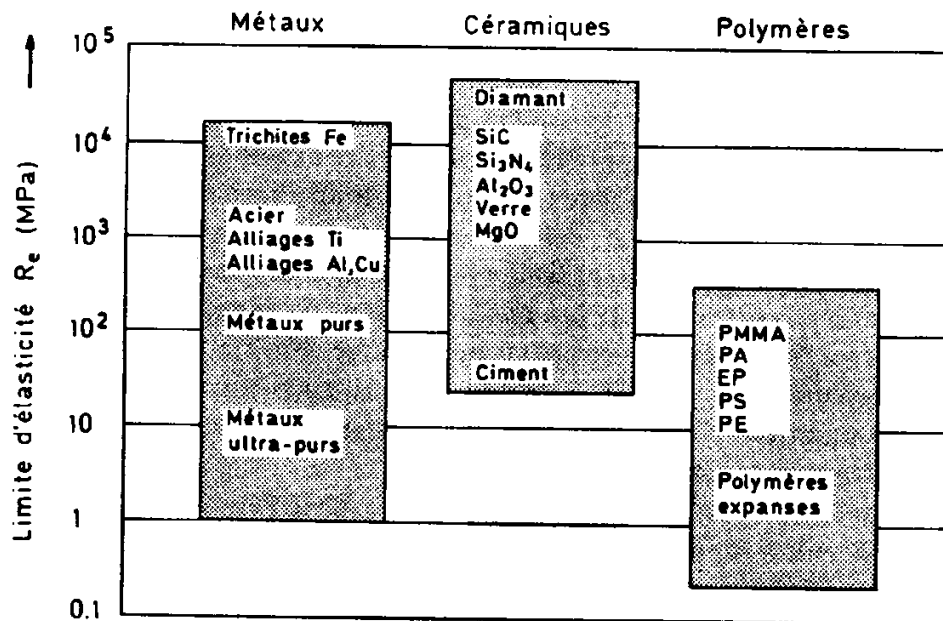 Métaux
Céramiques
Polymères
Limite d'élasticité Rₑ (MPa)
10⁵
10⁴
10³
10²
10
1
0.1
Trichites Fe
Acier
Alliages Ti
Alliages Al,Cu
Métaux purs
Métaux
ultra-purs
Diamant
SiC
Si₃N₄
Al₂O₃
Verre
MgO
Ciment
PMMA
PA
EP
PS
PE
Polymères
expanses